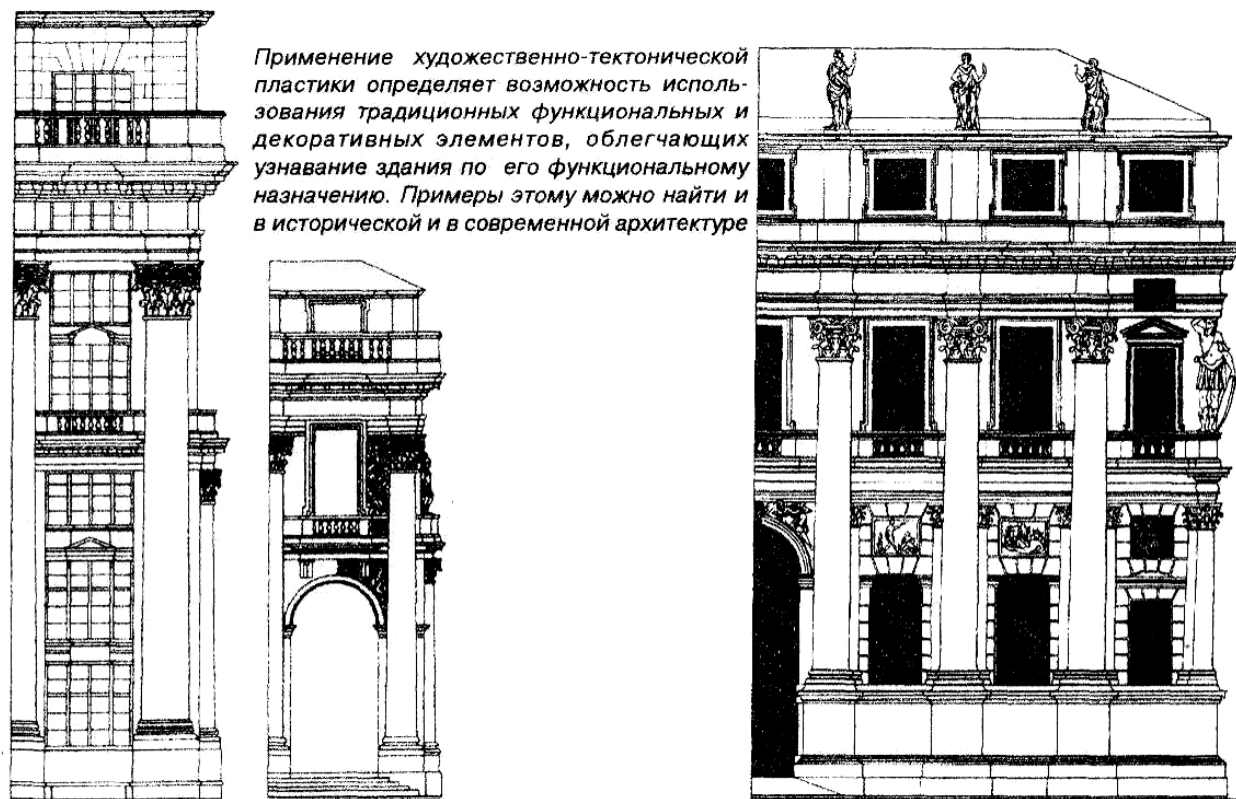 Применение художественно-тектонической
пластики определяет возможность исполь-
зования традиционных функциональных и
декоративных элементов, облегчающих
узнавание здания по его функциональному
назначению. Примеры этому можно найти и
в исторической и в современной архитектуре